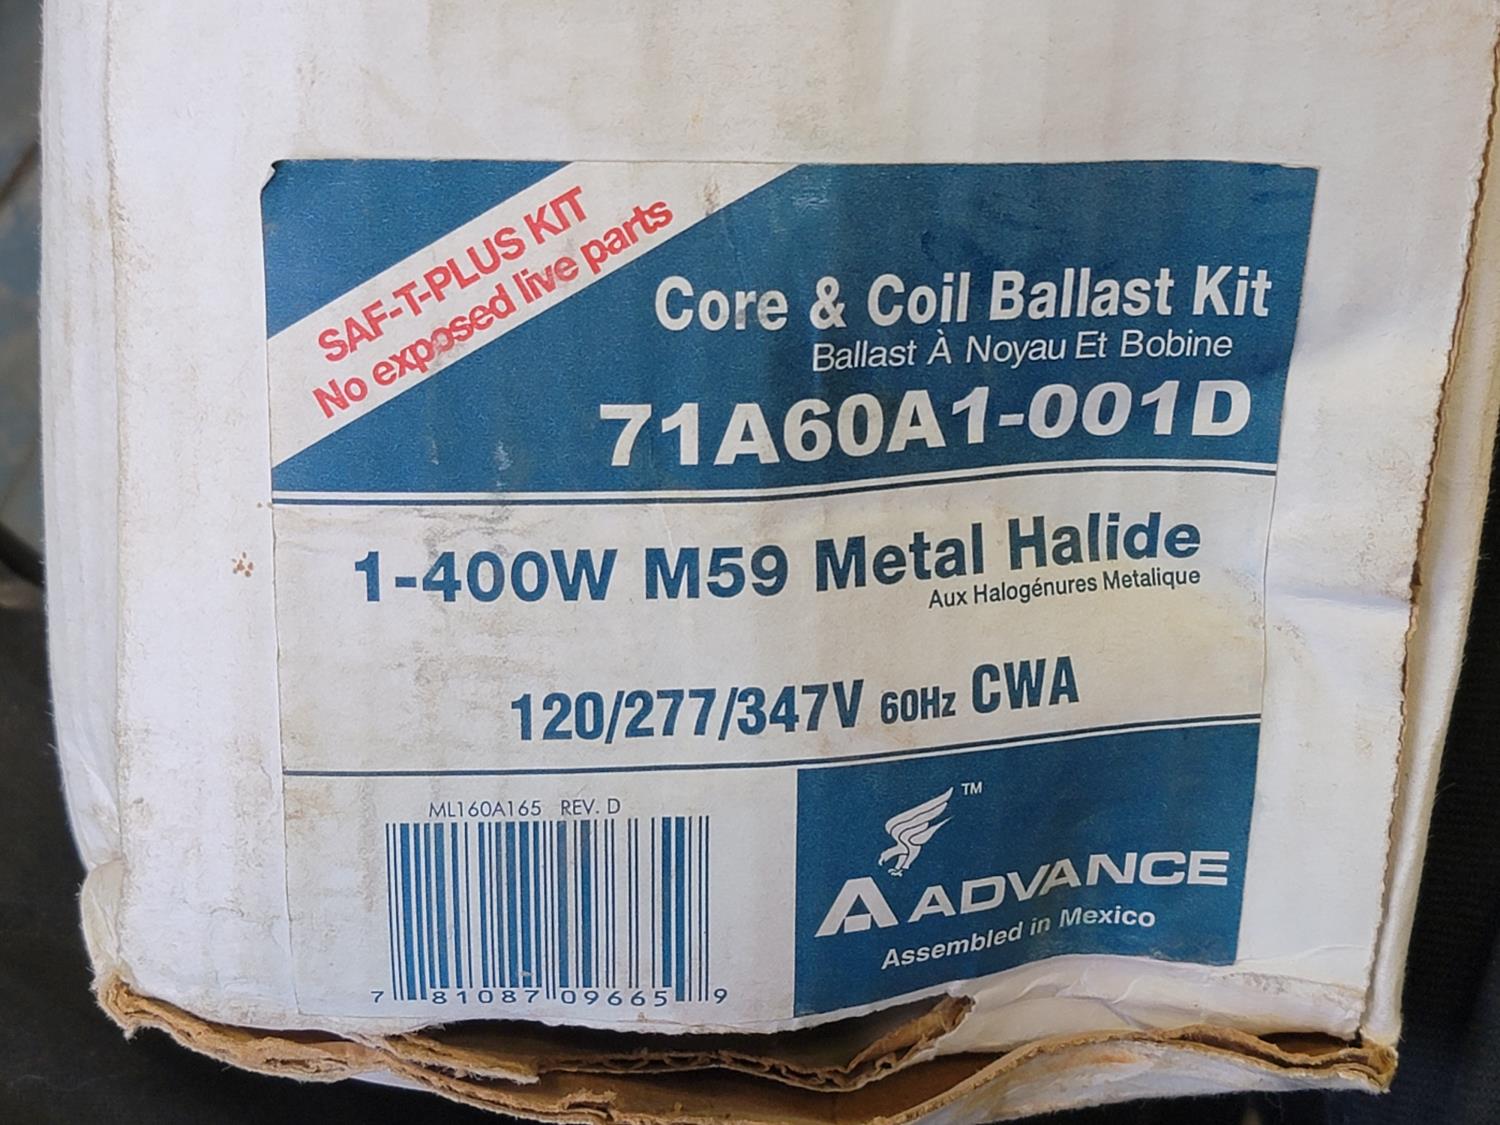 SAF-T-PLUS KIT
No exposed live parts
Core & Coil Ballast Kit
Ballast À Noyau Et Bobine
71A60A1-001D
1-400W M59 Metal Halide
Aux Halogénures Metalique
120/277/347V 60Hz CWA
ML160A165 REV. D
7 81087 09665 9
TM
ADVANCE
Assembled in Mexico